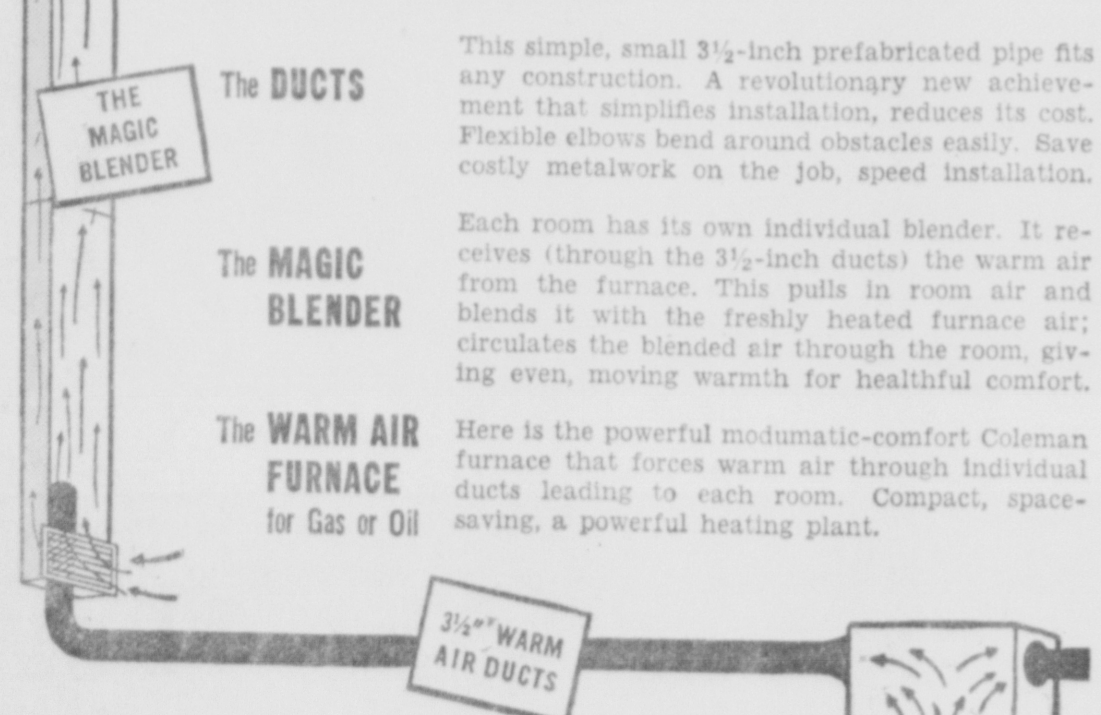 THE
MAGIC
BLENDER
The DUCTS
This simple, small 3½-inch prefabricated pipe fits
any construction. A revolutionary new achieve-
ment that simplifies installation, reduces its cost.
Flexible elbows bend around obstacles easily. Save
costly metalwork on the job, speed installation.
The MAGIC
BLENDER
Each room has its own individual blender. It re-
ceives (through the 3½-inch ducts) the warm air
from the furnace. This pulls in room air and
blends it with the freshly heated furnace air;
circulates the blended air through the room, giv-
ing even, moving warmth for healthful comfort.
The WARM AIR
FURNACE
for Gas or Oil
Here is the powerful modumatic-comfort Coleman
furnace that forces warm air through individual
ducts leading to each room. Compact, space-
saving, a powerful heating plant.
3½" WARM
AIR DUCTS